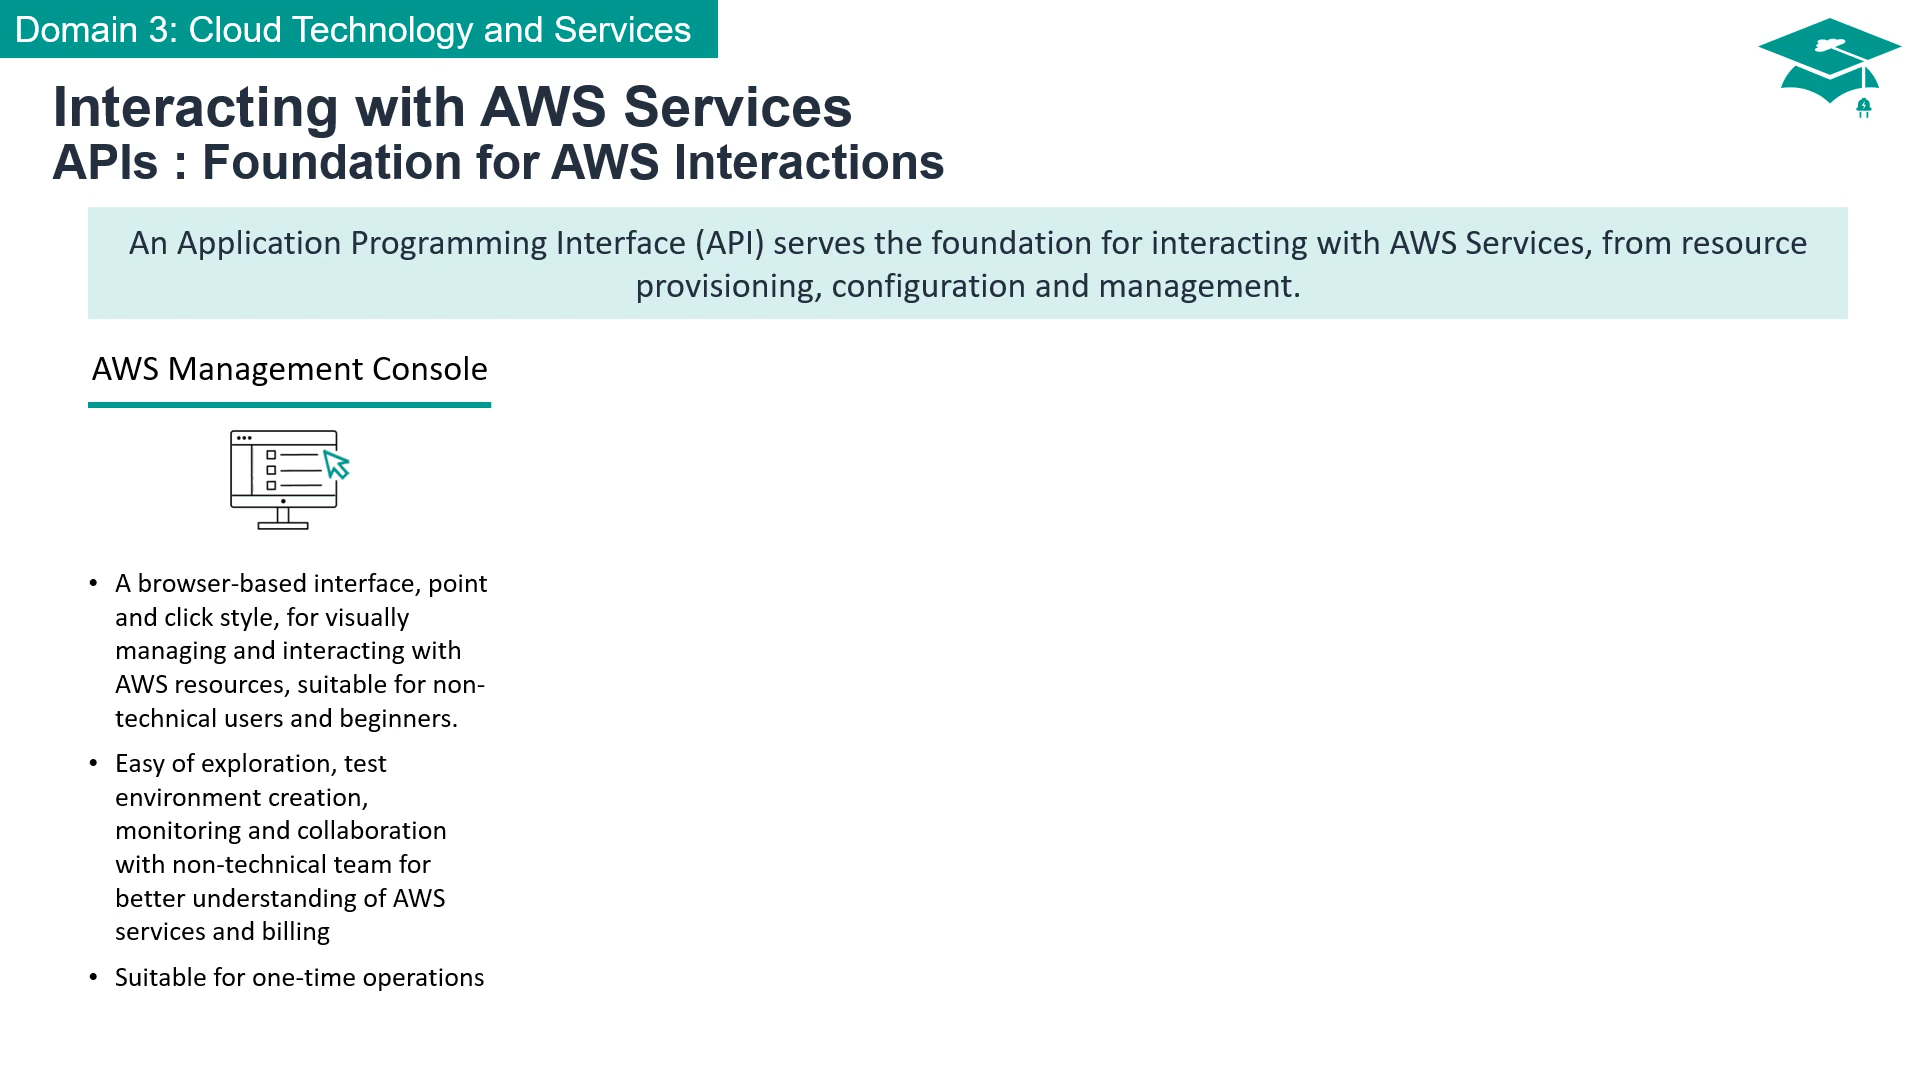 Domain 3: Cloud Technology and Services
Interacting with AWS Services
APIs : Foundation for AWS Interactions
An Application Programming Interface (API) serves the foundation for interacting with AWS Services, from resource
provisioning, configuration and management.
AWS Management Console
• A browser-based interface, point
and click style, for visually
managing and interacting with
AWS resources, suitable for non-
technical users and beginners.
• Easy of exploration, test
environment creation,
monitoring and collaboration
with non-technical team for
better understanding of AWS
services and billing
• Suitable for one-time operations